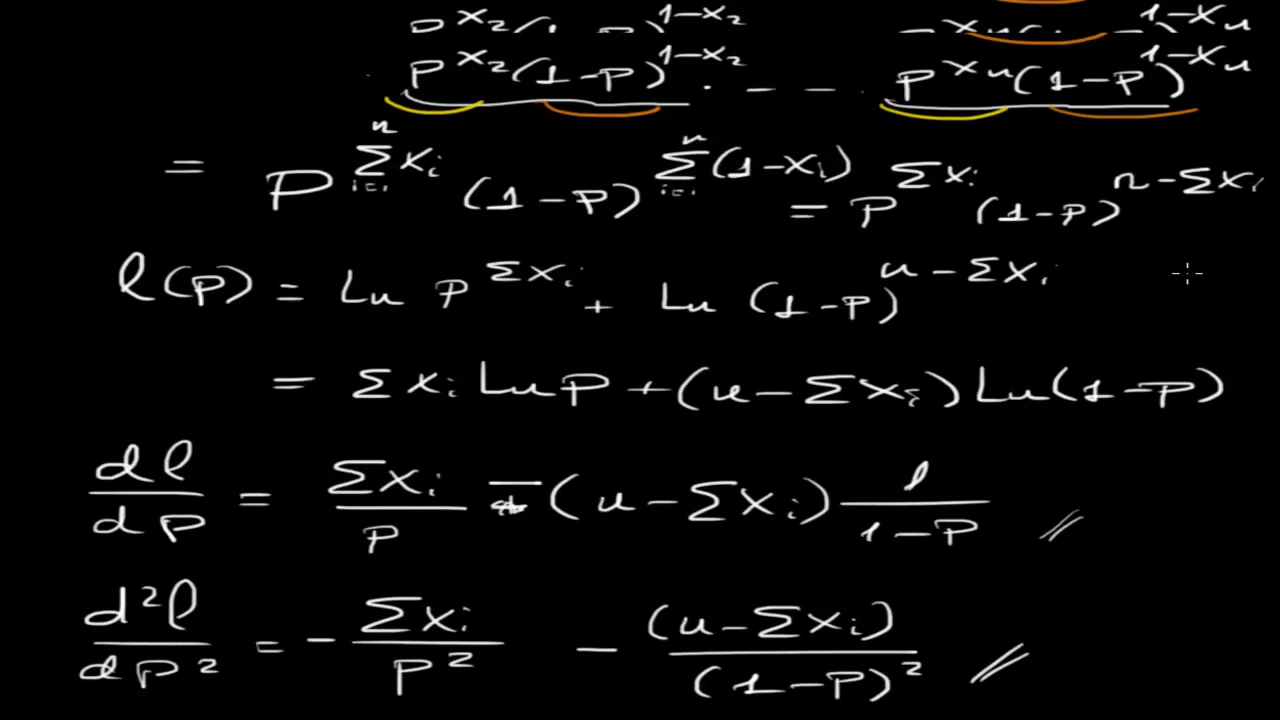 P^{X_2}(1-P)^{1-X_2} . _ _ . P^{X_n}(1-P)^{1-X_n}
= P^{\sum_{i=1}^{n} X_i} (1-P)^{\sum_{i=1}^{n} (1-X_i)} = P^{ΣX_i} (1-P)^{n-ΣX_i}
l(P) = Ln P^{ΣX_i} + Ln (1-P)^{n-ΣX_i}
= ΣX_i Ln P + (n-ΣX_i) Ln(1-P)
dl/dP = ΣX_i/P - (n-ΣX_i) 1/(1-P) //
d²l/dP² = - ΣX_i/P² - (n-ΣX_i)/(1-P)² //